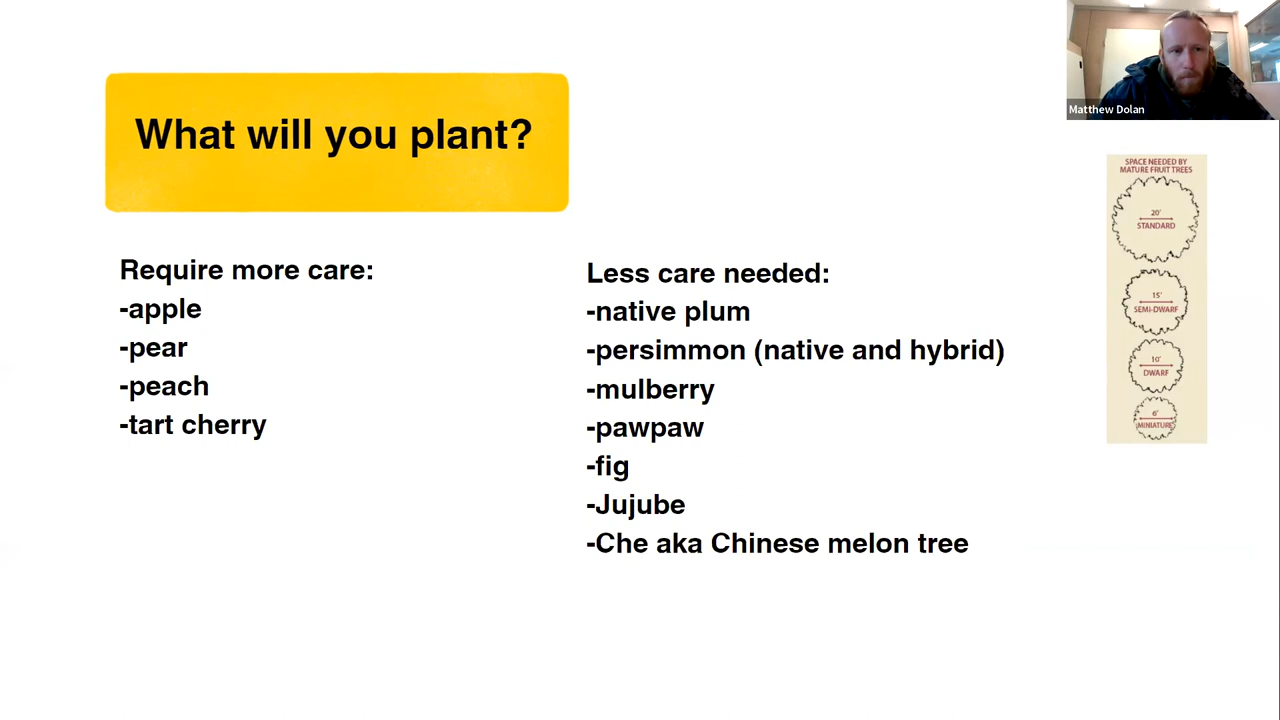 What will you plant?
Require more care:
-apple
-pear
-peach
-tart cherry
Less care needed:
-native plum
-persimmon (native and hybrid)
-mulberry
-pawpaw
-fig
-Jujube
-Che aka Chinese melon tree
Matthew Dolan
SPACE NEEDED BY
MATURE FRUIT TREES
20'
STANDARD
15'
SEMI-DWARF
10'
DWARF
6'
MINIATURE